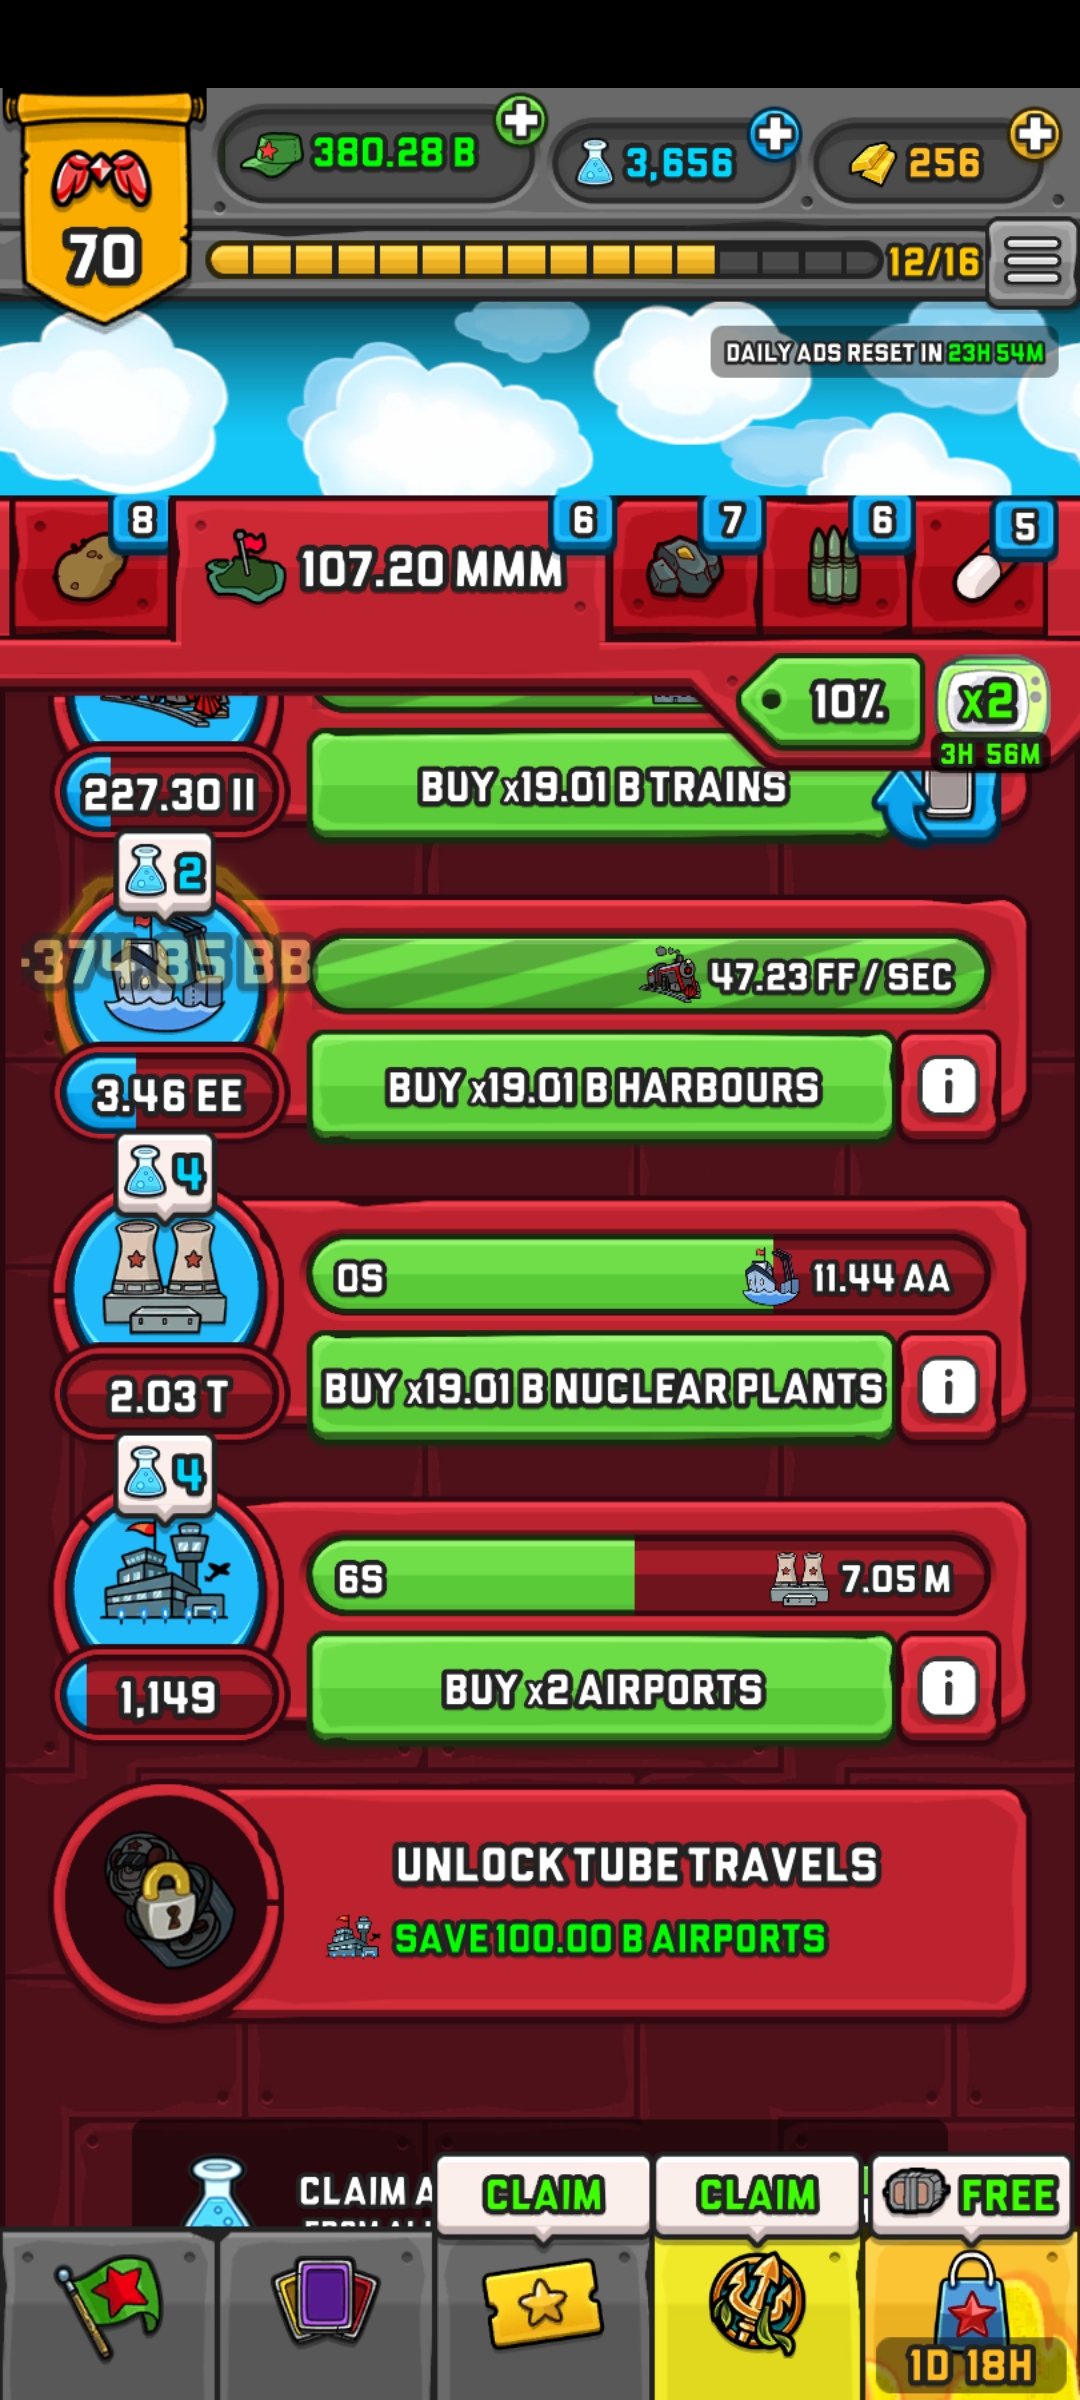 70
380.28 B
3,656
256
12/16
DAILY ADS RESET IN 23H 54M
8
107.20 MMM
6
7
6
5
10%
x2
3H 56M
227.30 II
BUY x19.01 B TRAINS
2
374.35 BB
47.23 FF / SEC
3.46 EE
BUY x19.01 B HARBOURS
i
4
0S
11.44 AA
2.03 T
BUY x19.01 B NUCLEAR PLANTS
i
4
6S
7.05 M
1,149
BUY x2 AIRPORTS
i
UNLOCK TUBE TRAVELS
SAVE 100.00 B AIRPORTS
CLAIM A
CLAIM
CLAIM
FREE
1D 18H